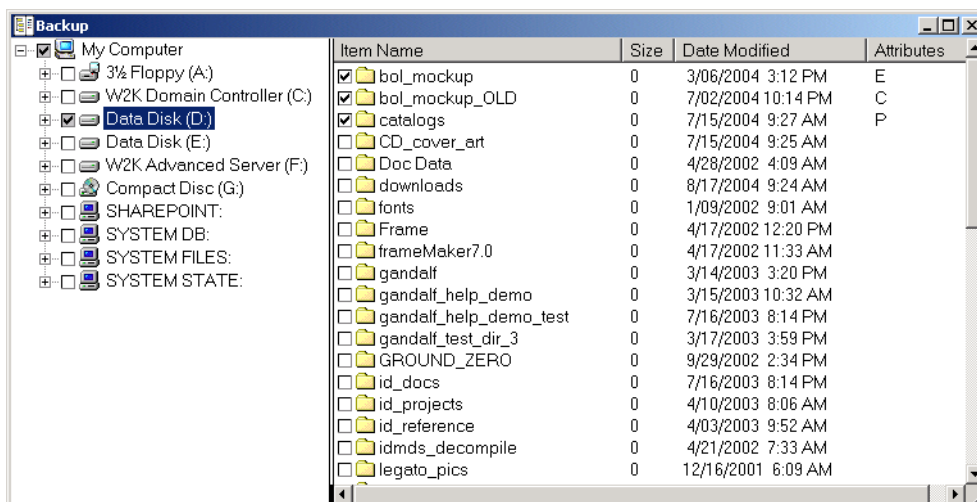 Backup
My Computer
3½ Floppy (A:)
W2K Domain Controller (C:)
Data Disk (D:)
Data Disk (E:)
W2K Advanced Server (F:)
Compact Disc (G:)
SHAREPOINT:
SYSTEM DB:
SYSTEM FILES:
SYSTEM STATE:
Item Name Size Date Modified Attributes
bol_mockup 0 3/06/2004 3:12 PM E
bol_mockup_OLD 0 7/02/2004 10:14 PM C
catalogs 0 7/15/2004 9:27 AM P
CD_cover_art 0 7/15/2004 9:25 AM
Doc Data 0 4/28/2002 4:09 AM
downloads 0 8/17/2004 9:24 AM
fonts 0 1/09/2002 9:01 AM
Frame 0 4/17/2002 12:20 PM
frameMaker7.0 0 4/17/2002 11:33 AM
gandalf 0 3/14/2003 3:20 PM
gandalf_help_demo 0 3/15/2003 10:32 AM
gandalf_help_demo_test 0 7/16/2003 8:14 PM
gandalf_test_dir_3 0 3/17/2003 3:59 PM
GROUND_ZERO 0 9/29/2002 2:34 PM
id_docs 0 7/16/2003 8:14 PM
id_projects 0 4/10/2003 8:06 AM
id_reference 0 4/03/2003 9:52 AM
idmds_decompile 0 4/21/2002 7:33 AM
legato_pics 0 12/16/2001 6:09 AM